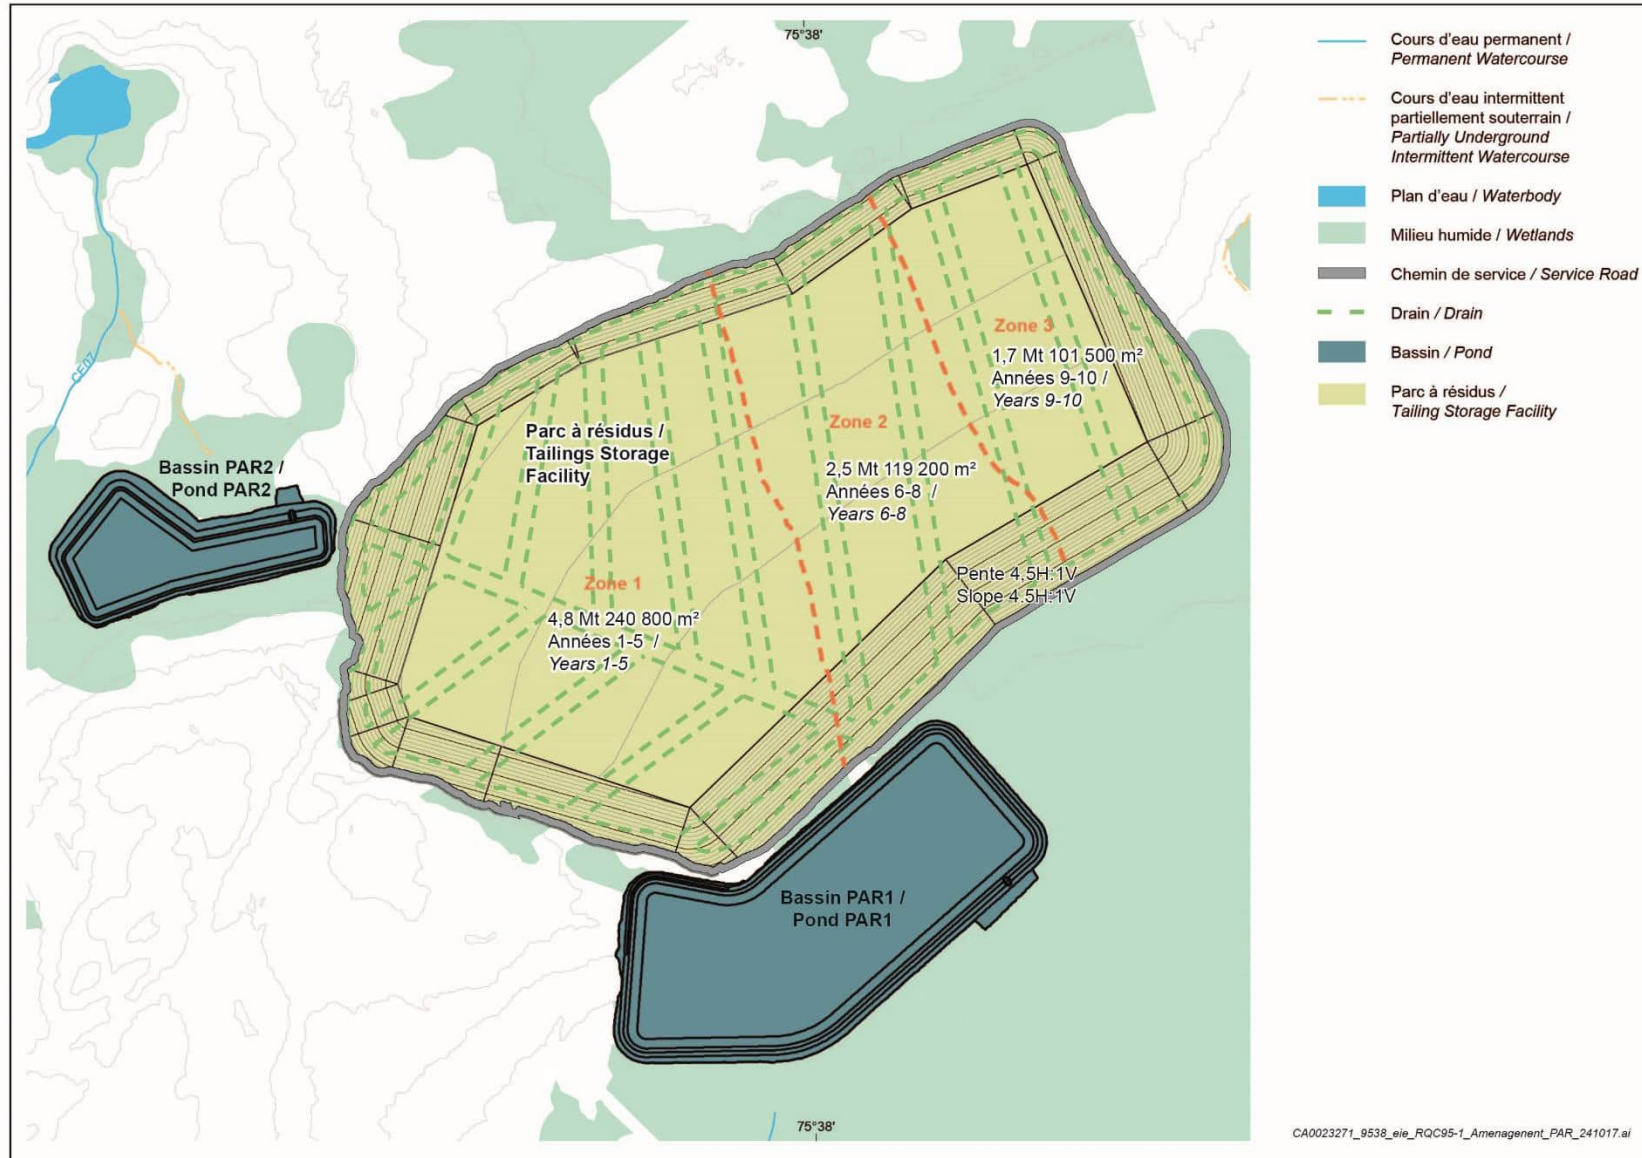 75°38'
Cours d'eau permanent /
Permanent Watercourse
Cours d'eau intermittent
partiellement souterrain /
Partially Underground
Intermittent Watercourse
Plan d'eau / Waterbody
Milieu humide / Wetlands
Chemin de service / Service Road
Drain / Drain
Bassin / Pond
Parc à résidus /
Tailing Storage Facility
Zone 3
1,7 Mt 101 500 m²
Années 9-10 /
Years 9-10
CE07
Zone 2
2,5 Mt 119 200 m²
Années 6-8 /
Years 6-8
Parc à résidus /
Tailings Storage
Facility
Bassin PAR2 /
Pond PAR2
Zone 1
4,8 Mt 240 800 m²
Années 1-5 /
Years 1-5
Pente 4,5H:1V
Slope 4.5H:1V
Bassin PAR1 /
Pond PAR1
75°38'
CA0023271_9538_eie_RQC95-1_Amenagenent_PAR_241017.ai